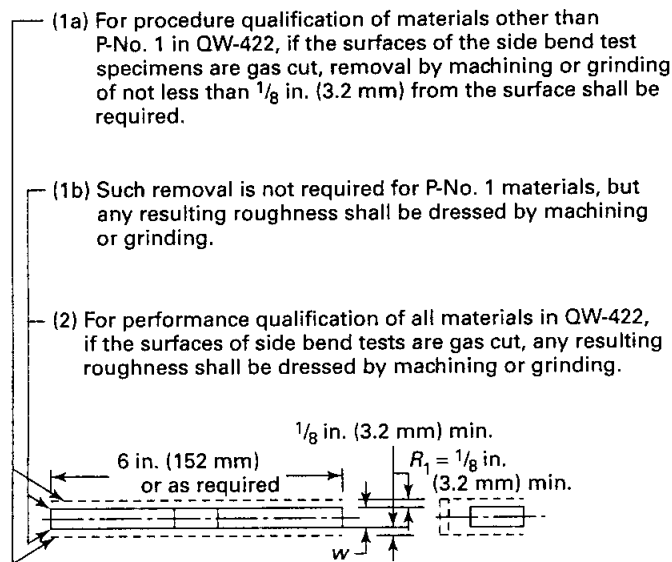 (1a) For procedure qualification of materials other than
P-No. 1 in QW-422, if the surfaces of the side bend test
specimens are gas cut, removal by machining or grinding
of not less than 1/8 in. (3.2 mm) from the surface shall be
required.
(1b) Such removal is not required for P-No. 1 materials, but
any resulting roughness shall be dressed by machining
or grinding.
(2) For performance qualification of all materials in QW-422,
if the surfaces of side bend tests are gas cut, any resulting
roughness shall be dressed by machining or grinding.
1/8 in. (3.2 mm) min.
6 in. (152 mm)
or as required
R1 = 1/8 in.
(3.2 mm) min.
w